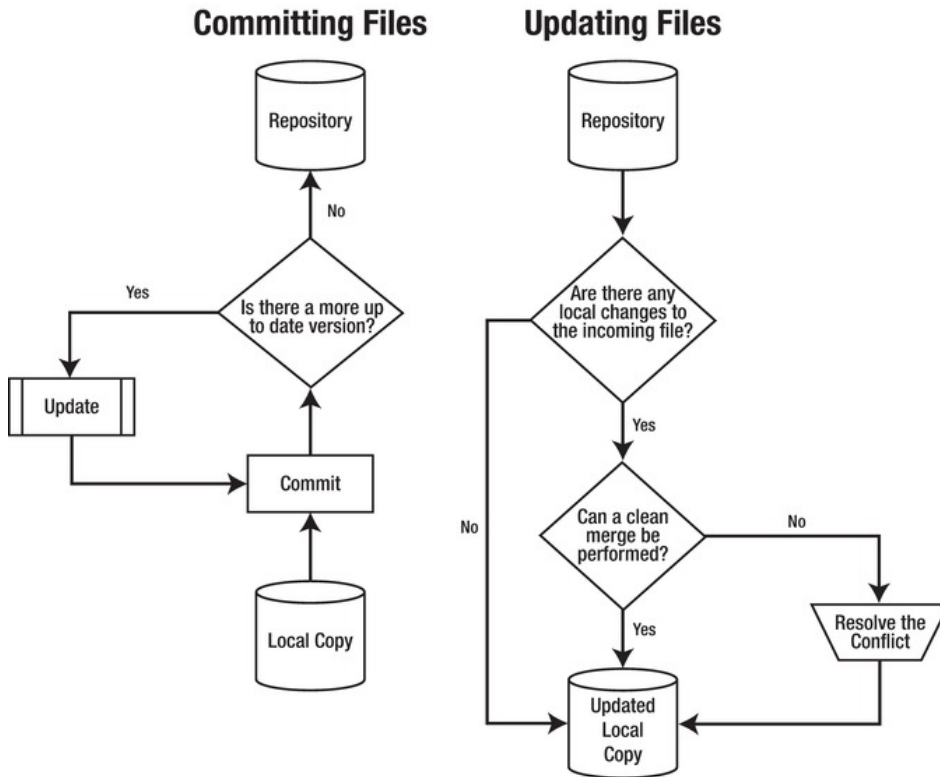 Committing Files
Repository
No
Yes
Is there a more up
to date version?
Update
Commit
Local Copy
Updating Files
Repository
Are there any
local changes to
the incoming file?
Yes
No
Can a clean
merge be
performed?
No
Resolve the
Conflict
Yes
Updated
Local
Copy